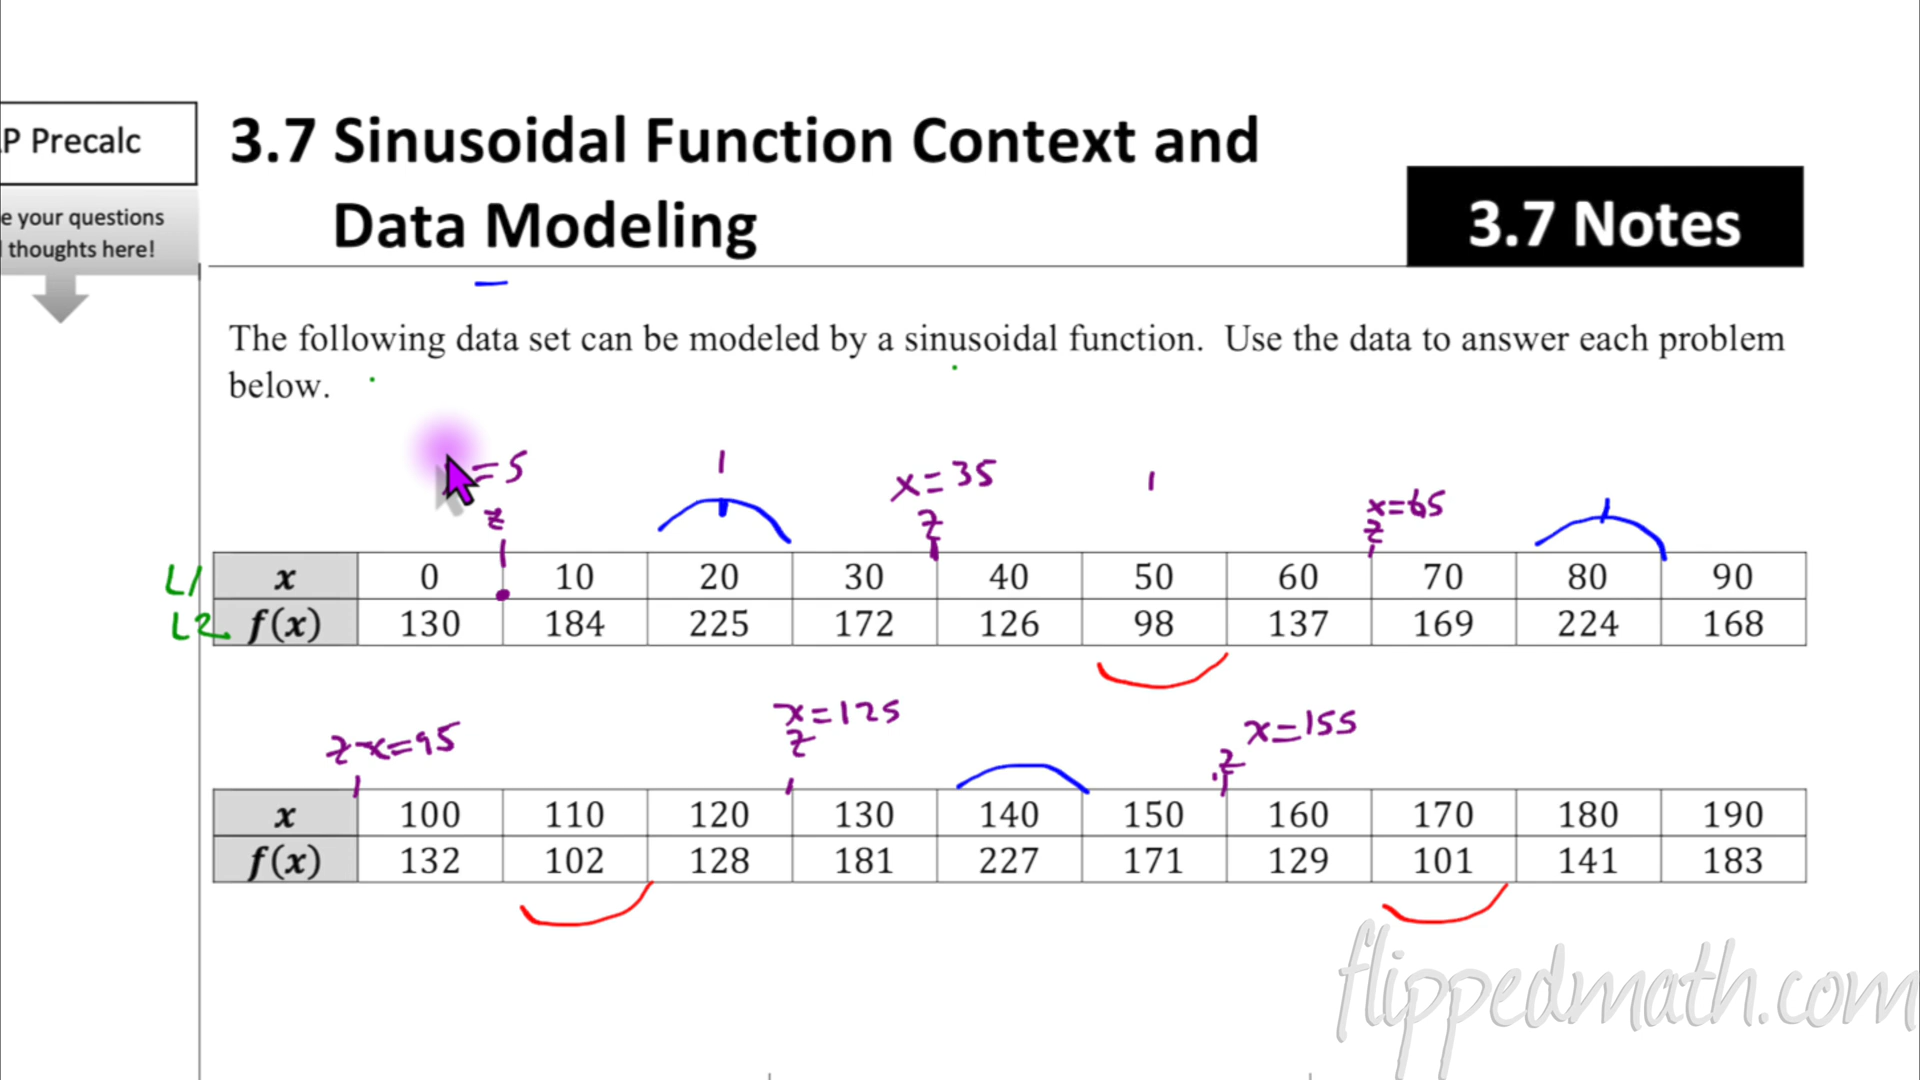 P Precalc
3.7 Sinusoidal Function Context and
Data Modeling
3.7 Notes
e your questions
thoughts here!
The following data set can be modeled by a sinusoidal function. Use the data to answer each problem
below.
= 5 x = 35 x = 65
z z z
L1 x 0 10 20 30 40 50 60 70 80 90
L2 f(x) 130 184 225 172 126 98 137 169 224 168
z x = 95 x = 125 x = 155
z z
x 100 110 120 130 140 150 160 170 180 190
f(x) 132 102 128 181 227 171 129 101 141 183
flippedmath.com